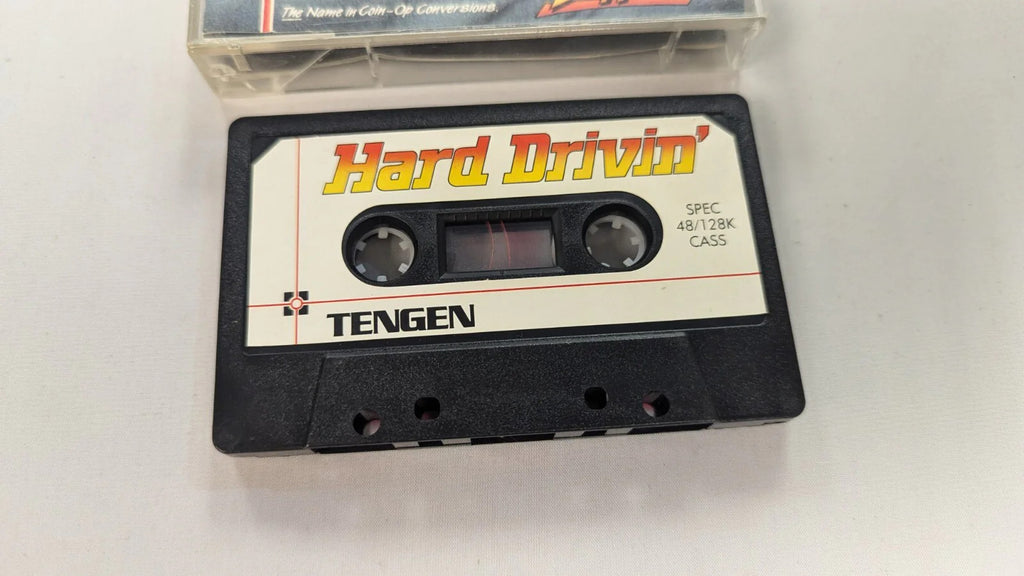 The Name in Coin-Op Conversions.
Hard Drivin'
SPEC
48/128K
CASS
TENGEN